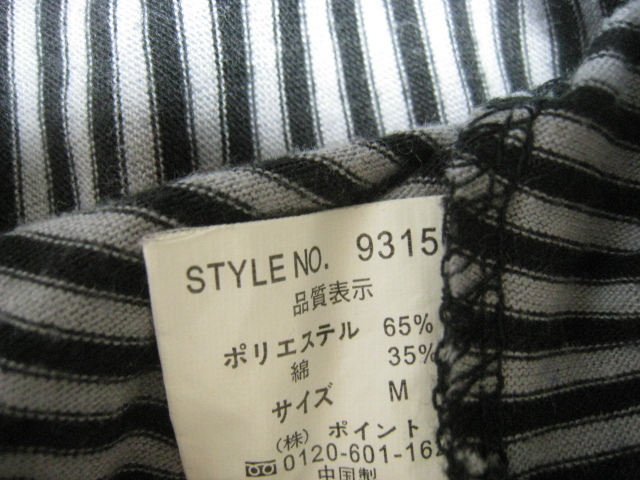 STYLE NO. 9315
品質表示
ポリエステル 65%
綿 35%
サイズ M
(株) ポイント
0120-601-16
中国製